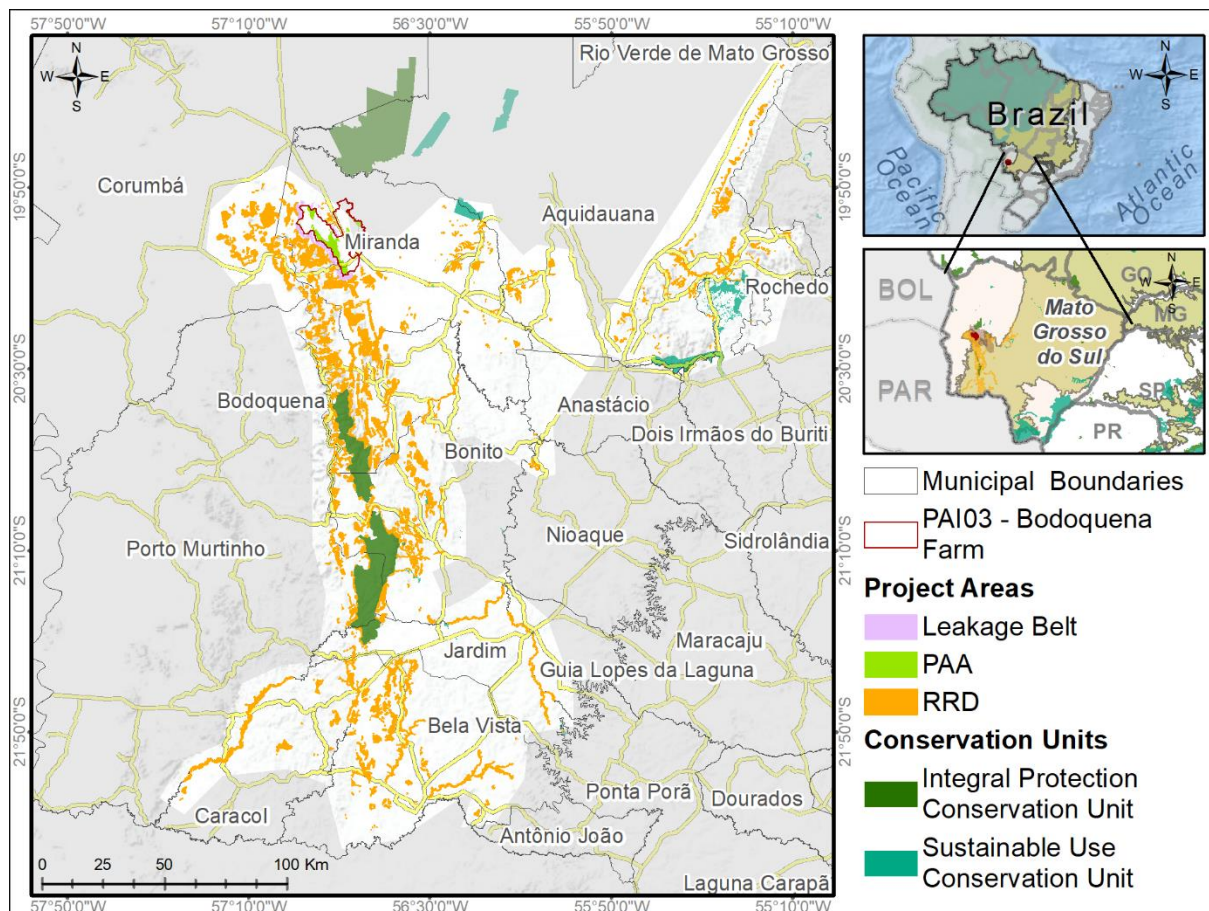 57°50'0"W
57°10'0"W
56°30'0"W
55°50'0"W
55°10'0"W
N
W
E
S
Rio Verde de Mato Grosso
19°50'0"S
19°50'0"S
Corumbá
Aquidauana
Miranda
Rochedo
20°30'0"S
20°30'0"S
Bodoquena
Anastácio
Dois Irmãos do Buriti
Bonito
21°10'0"S
21°10'0"S
Nioaque
Sidrolândia
Porto Murtinho
Maracaju
Jardim
Guia Lopes da Laguna
21°50'0"S
21°50'0"S
Bela Vista
Ponta Porã
Dourados
Caracol
Antônio João
0
25
50
100 Km
Laguna Carapã
57°50'0"W
57°10'0"W
56°30'0"W
55°50'0"W
55°10'0"W
N
W
E
S
Brazil
Pacific
Ocean
Atlantic
Ocean
N
W
E
S
BOL
GO
MG
Mato
Grosso
do Sul
PAR
SP
PR
Municipal Boundaries
PAI03 - Bodoquena
Farm
Project Areas
Leakage Belt
PAA
RRD
Conservation Units
Integral Protection
Conservation Unit
Sustainable Use
Conservation Unit